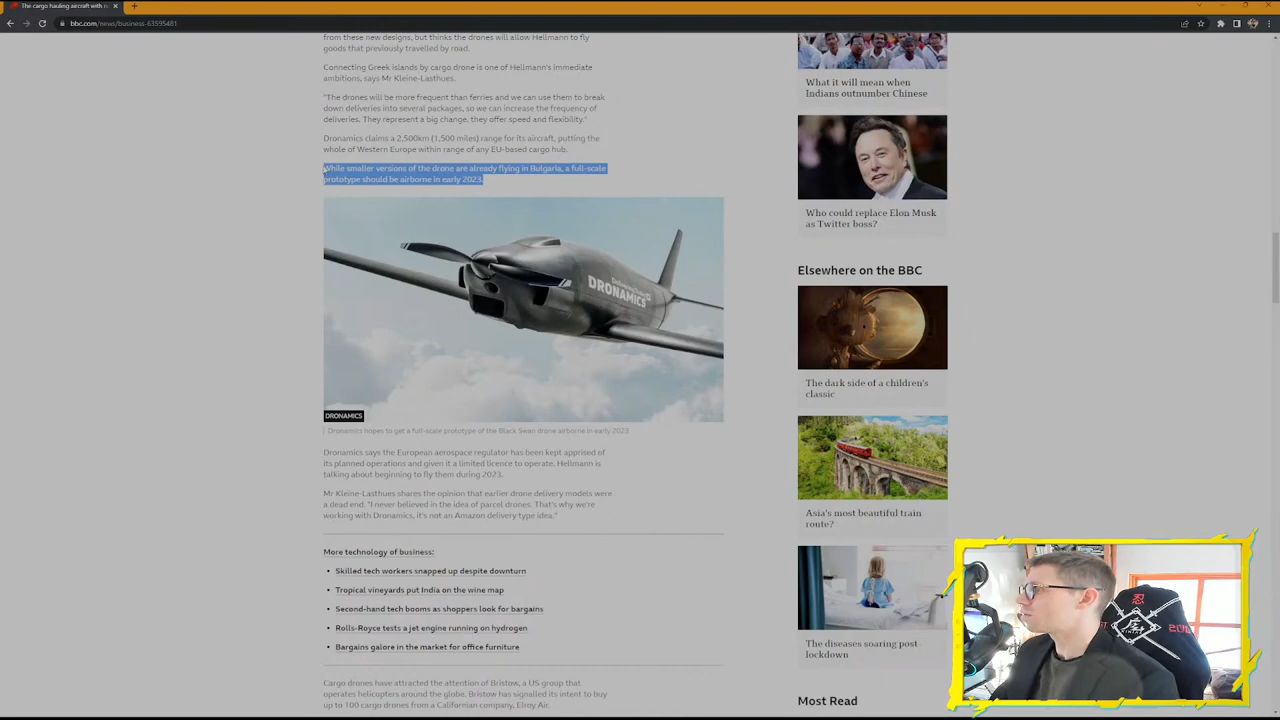 The cargo hauling aircraft with n
bbc.com/news/business-63595481
from these new designs, but thinks the drones will allow Hellmann to fly
goods that previously travelled by road.
Connecting Greek islands by cargo drone is one of Hellmann's immediate
ambitions, says Mr Kleine-Lasthues.
"The drones will be more frequent than ferries and we can use them to break
down deliveries into several packages, so we can increase the frequency of
deliveries. They represent a big change, they offer speed and flexibility."
Dronamics claims a 2,500km (1,500 miles) range for its aircraft, putting the
whole of Western Europe within range of any EU-based cargo hub.
While smaller versions of the drone are already flying in Bulgaria, a full-scale
prototype should be airborne in early 2023.
DRONAMICS
DRONAMICS
Dronamics hopes to get a full-scale prototype of the Black Swan drone airborne in early 2023
Dronamics says the European aerospace regulator has been kept apprised of
its planned operations and given it a limited licence to operate. Hellmann is
talking about beginning to fly them during 2023.
Mr Kleine-Lasthues shares the opinion that earlier drone delivery models were
a dead end. "I never believed in the idea of parcel drones. That's why we're
working with Dronamics, it's not an Amazon delivery type idea."
More technology of business:
• Skilled tech workers snapped up despite downturn
• Tropical vineyards put India on the wine map
• Second-hand tech booms as shoppers look for bargains
• Rolls-Royce tests a jet engine running on hydrogen
• Bargains galore in the market for office furniture
Cargo drones have attracted the attention of Bristow, a US group that
operates helicopters around the globe. Bristow has signalled its intent to buy
up to 100 cargo drones from a Californian company, Elroy Air.
What it will mean when
Indians outnumber Chinese
Who could replace Elon Musk
as Twitter boss?
Elsewhere on the BBC
The dark side of a children's
classic
Asia's most beautiful train
route?
The diseases soaring post-
lockdown
Most Read
忍